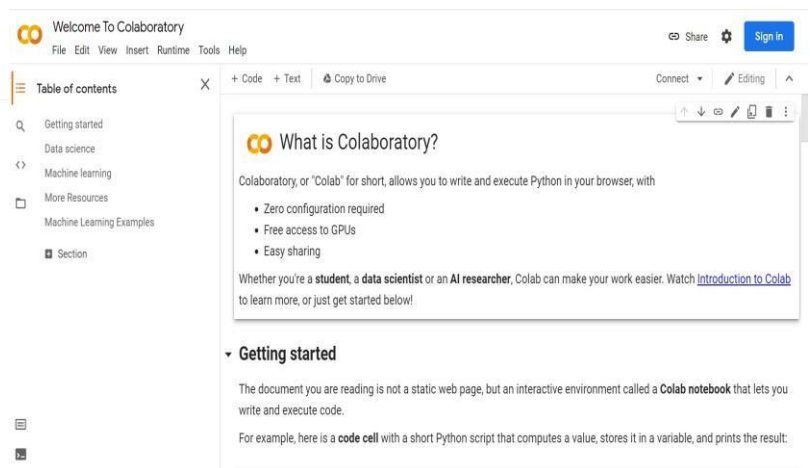 Welcome To Colaboratory
File Edit View Insert Runtime Tools Help
Share
Sign in
Table of contents
Getting started
Data science
Machine learning
More Resources
Machine Learning Examples
Section
+ Code + Text Copy to Drive
Connect Editing
What is Colaboratory?
Colaboratory, or "Colab" for short, allows you to write and execute Python in your browser, with
• Zero configuration required
• Free access to GPUs
• Easy sharing
Whether you're a student, a data scientist or an AI researcher, Colab can make your work easier. Watch Introduction to Colab
to learn more, or just get started below!
Getting started
The document you are reading is not a static web page, but an interactive environment called a Colab notebook that lets you
write and execute code.
For example, here is a code cell with a short Python script that computes a value, stores it in a variable, and prints the result: